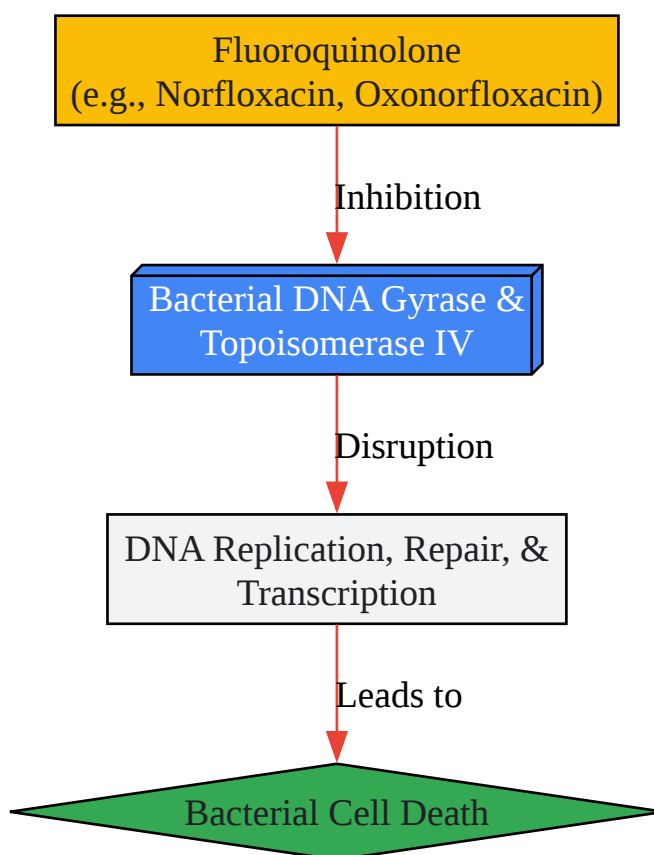 Fluoroquinolone
(e.g., Norfloxacin, Oxonorfloxacin)
Inhibition
Bacterial DNA Gyrase &
Topoisomerase IV
Disruption
DNA Replication, Repair, &
Transcription
Leads to
Bacterial Cell Death